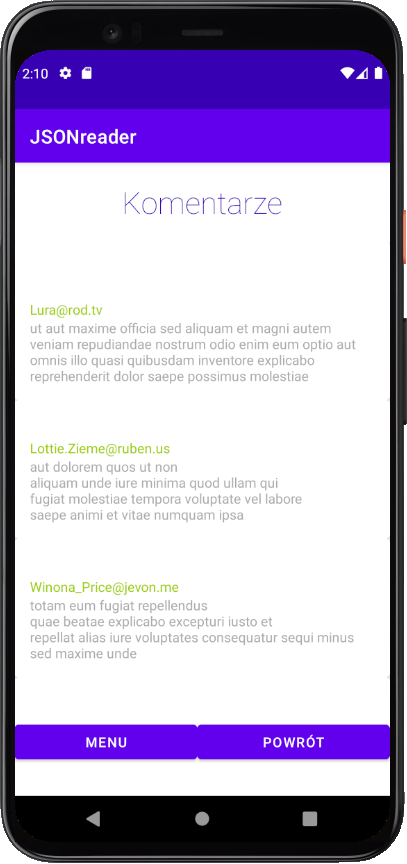 2:10
JSONreader
Komentarze
Lura@rod.tv
ut aut maxime officia sed aliquam et magni autem
veniam repudiandae nostrum odio enim eum optio aut
omnis illo quasi quibusdam inventore explicabo
reprehenderit dolor saepe possimus molestiae
Lottie.Zieme@ruben.us
aut dolorem quos ut non
aliquam unde iure minima quod ullam qui
fugiat molestiae tempora voluptate vel labore
saepe animi et vitae numquam ipsa
Winona_Price@jevon.me
totam eum fugiat repellendus
quae beatae explicabo excepturi iusto et
repellat alias iure voluptates consequatur sequi minus
sed maxime unde
MENU
POWRÓT